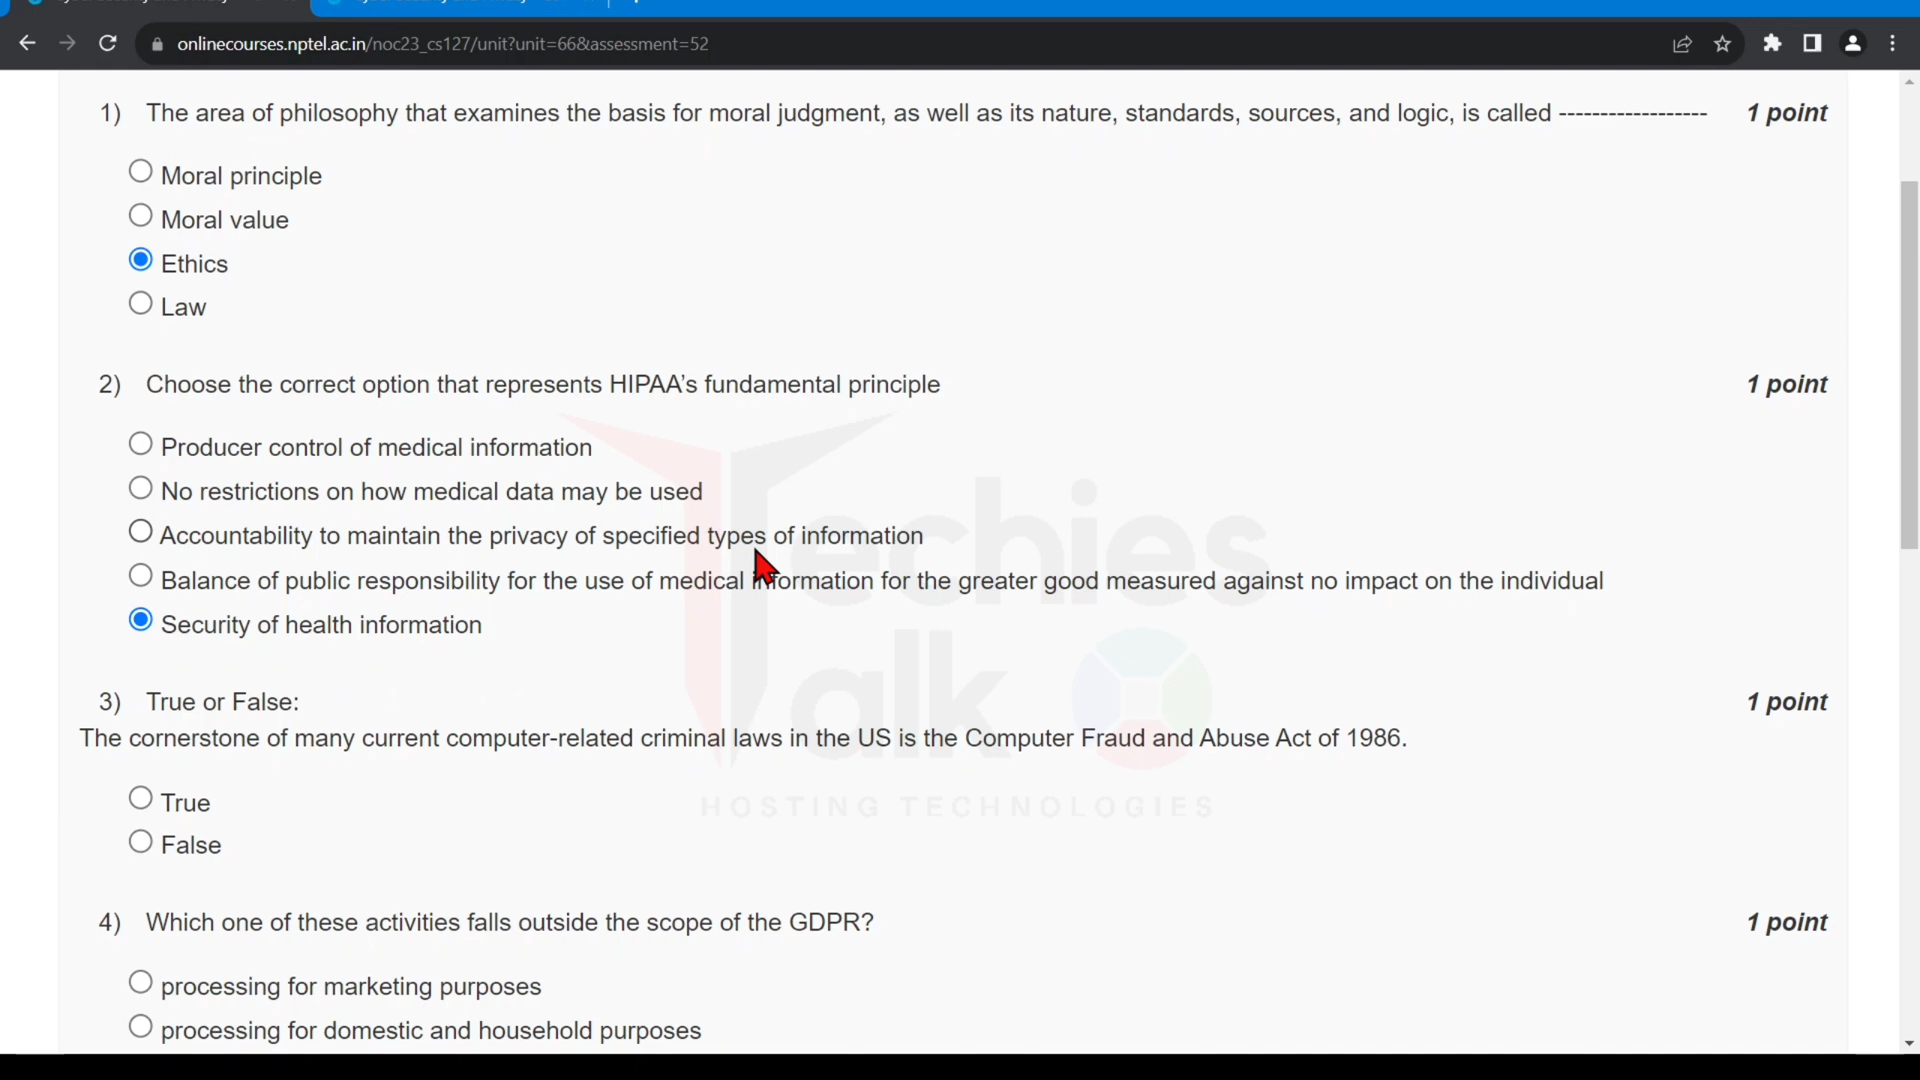 onlinecourses.nptel.ac.in/noc23_cs127/unit?unit=66&assessment=52
1) The area of philosophy that examines the basis for moral judgment, as well as its nature, standards, sources, and logic, is called ------------------ 1 point
Moral principle
Moral value
Ethics
Law
2) Choose the correct option that represents HIPAA’s fundamental principle 1 point
Producer control of medical information
No restrictions on how medical data may be used
Accountability to maintain the privacy of specified types of information
Balance of public responsibility for the use of medical information for the greater good measured against no impact on the individual
Security of health information
3) True or False: 1 point
The cornerstone of many current computer-related criminal laws in the US is the Computer Fraud and Abuse Act of 1986.
True
False
4) Which one of these activities falls outside the scope of the GDPR? 1 point
processing for marketing purposes
processing for domestic and household purposes
Techies
Talk
HOSTING TECHNOLOGIES